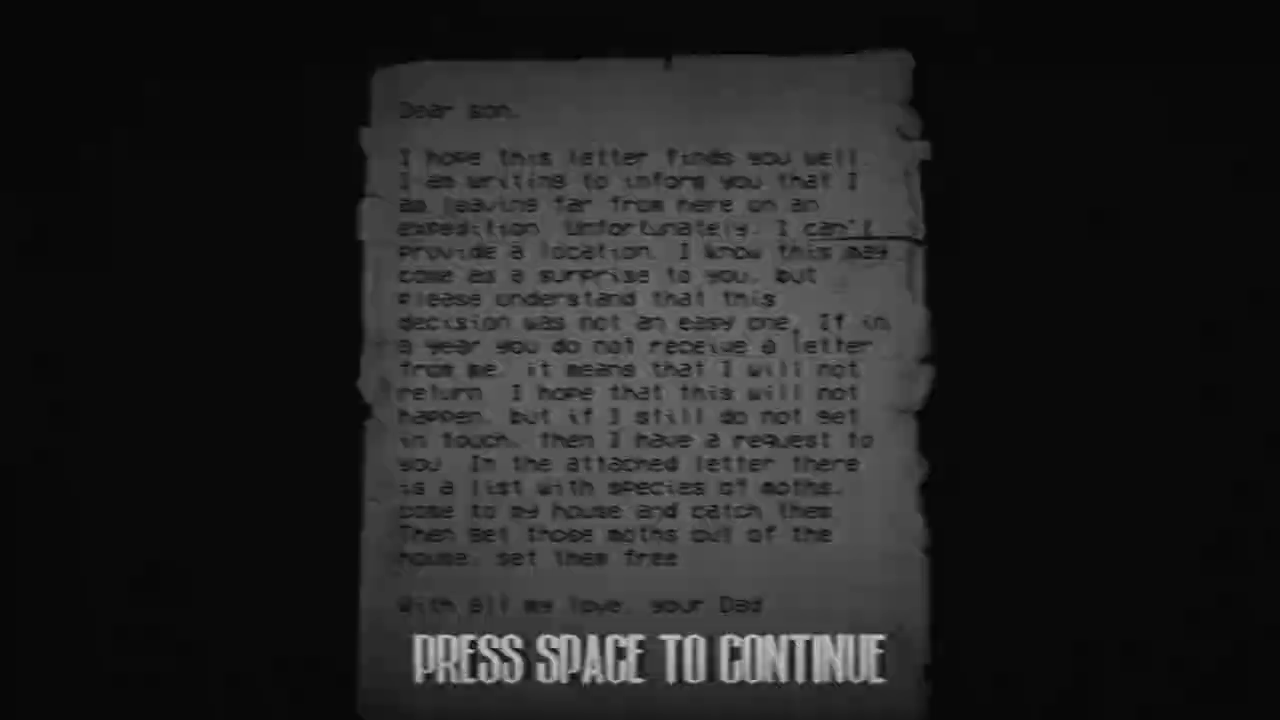 Dear son,
I hope this letter finds you well.
I am writing to inform you that I
am leaving far from here on an
expedition. Unfortunately, I can't
provide a location. I know this may
come as a surprise to you, but
please understand that this
decision was not an easy one. If in
a year you do not receive a letter
from me, it means that I will not
return. I hope that this will not
happen, but if I still do not get
in touch, then I have a request to
you. In the attached letter there
is a list with species of moths,
come to my house and catch them.
Then get those moths out of the
house, set them free
With all my love, your Dad
PRESS SPACE TO CONTINUE